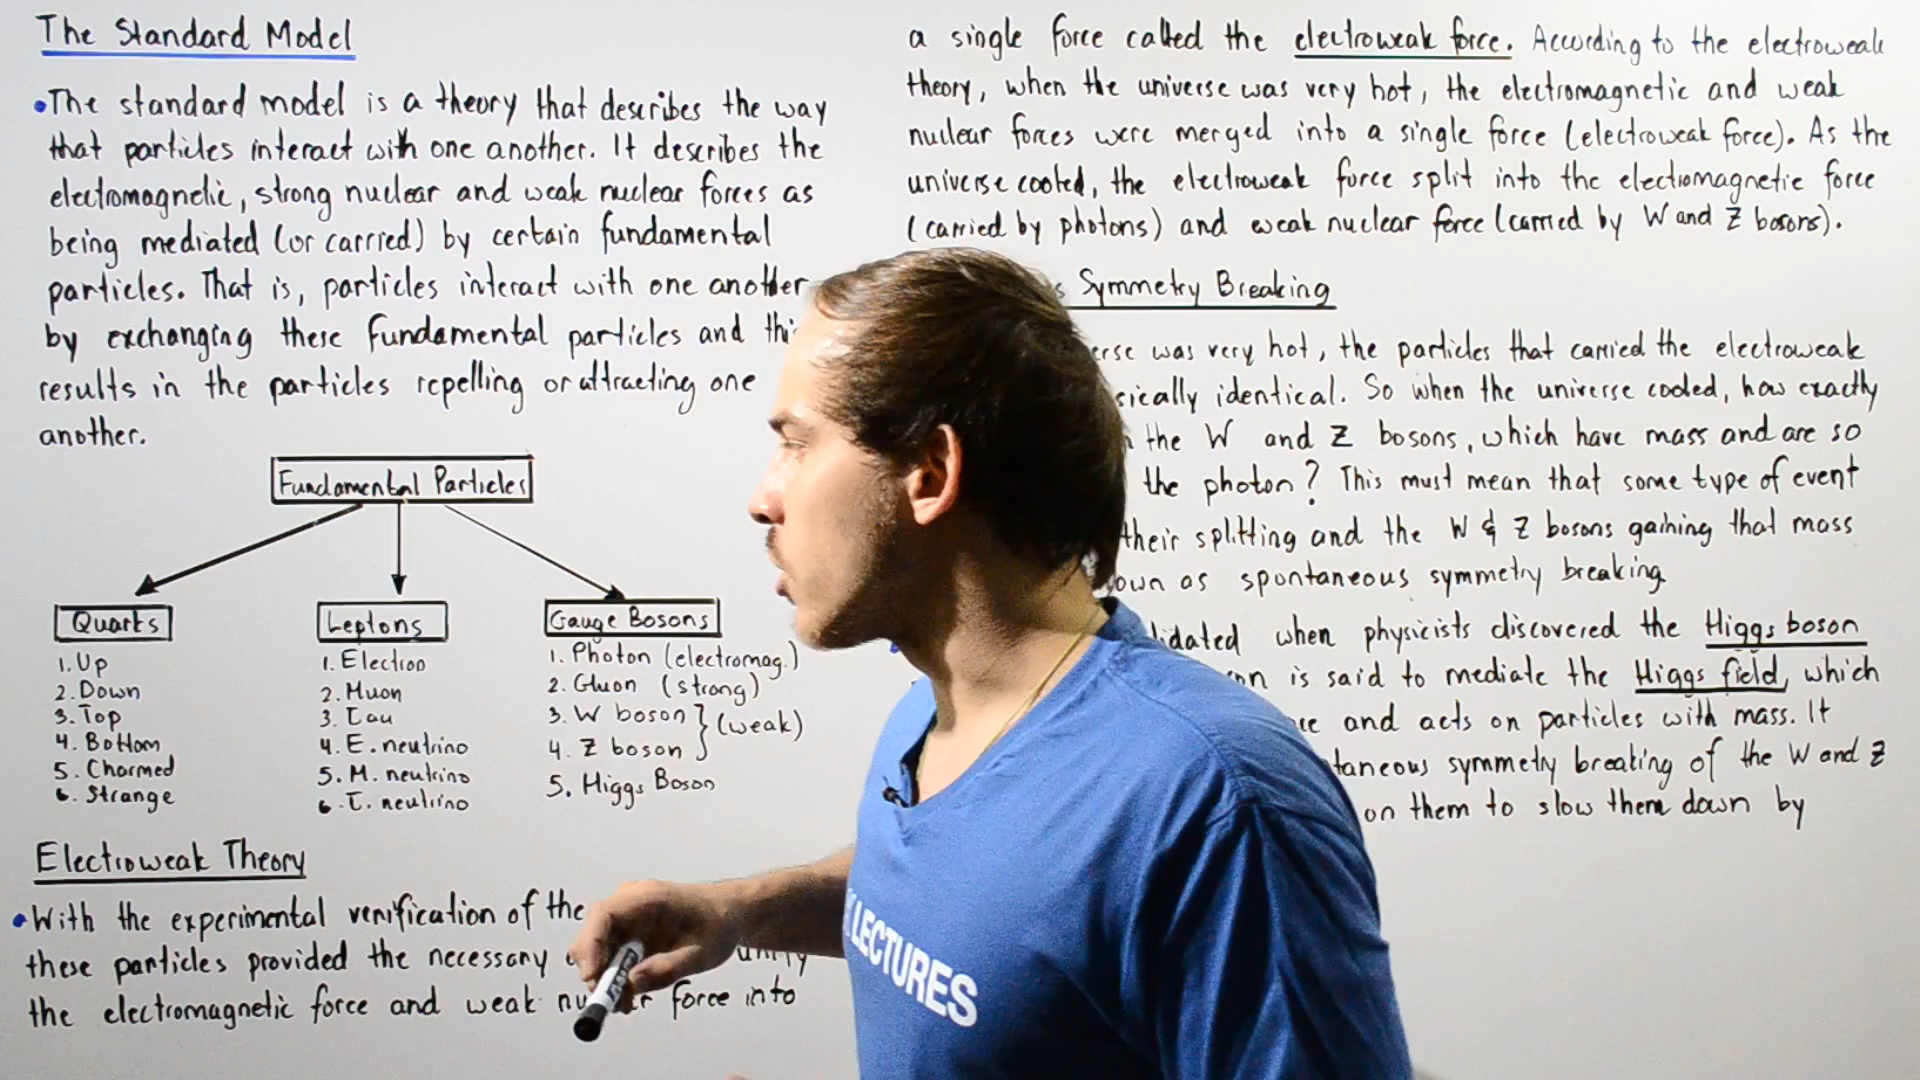 The Standard Model
•The standard model is a theory that describes the way
that particles interact with one another. It describes the
electromagnetic, strong nuclear and weak nuclear forces as
being mediated (or carried) by certain fundamental
particles. That is, particles interact with one another
by exchanging these fundamental particles and
results in the particles repelling or attracting one
another.
Fundamental Particles
Quarks
1. Up
2. Down
3. Top
4. Bottom
5. Charmed
6. Strange
Leptons
1. Electron
2. Muon
3. Tau
4. E. neutrino
5. M. neutrino
6. T. neutrino
Gauge Bosons
1. Photon (electromag.)
2. Gluon (strong)
3. W boson } (weak)
4. Z boson
5. Higgs Boson
Electroweak Theory
•With the experimental verification of the
these particles provided the necessary unify
the electromagnetic force and weak force into
a single force called the electroweak force. According to the electroweak
theory, when the universe was very hot, the electromagnetic and weak
nuclear forces were merged into a single force (electroweak force). As the
universe cooled, the electroweak force split into the electromagnetic force
(carried by photons) and weak nuclear force (carried by W and Z bosons).
Symmetry Breaking
was very hot, the particles that carried the electroweak
identical. So when the universe cooled, how exactly
the W and Z bosons, which have mass and are so
the photon? This must mean that some type of event
their splitting and the W & Z bosons gaining that mass
as spontaneous symmetry breaking.
when physicists discovered the Higgs boson
is said to mediate the Higgs field, which
and acts on particles with mass. It
symmetry breaking of the W and Z
on them to slow them down by
LECTURES